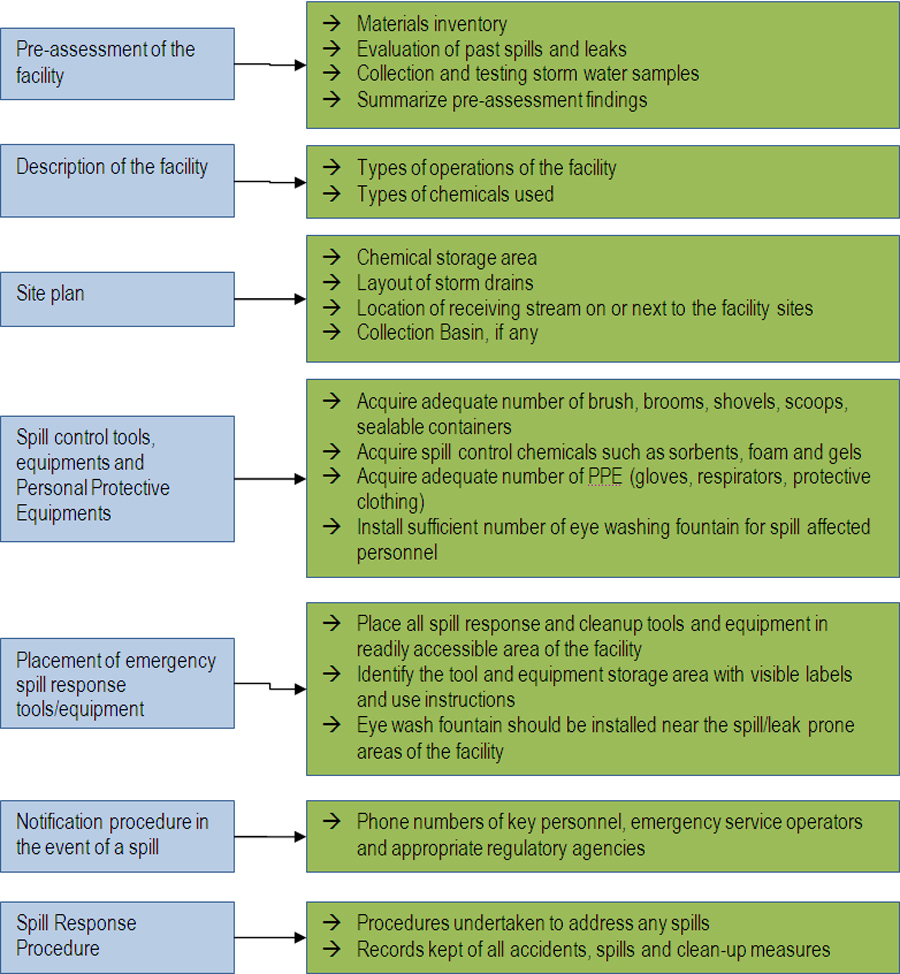 Pre-assessment of the
facility
→ Materials inventory
→ Evaluation of past spills and leaks
→ Collection and testing storm water samples
→ Summarize pre-assessment findings
Description of the facility
→ Types of operations of the facility
→ Types of chemicals used
Site plan
→ Chemical storage area
→ Layout of storm drains
→ Location of receiving stream on or next to the facility sites
→ Collection Basin, if any
Spill control tools,
equipments and
Personal Protective
Equipments
→ Acquire adequate number of brush, brooms, shovels, scoops,
sealable containers
→ Acquire spill control chemicals such as sorbents, foam and gels
→ Acquire adequate number of PPE (gloves, respirators, protective
clothing)
→ Install sufficient number of eye washing fountain for spill affected
personnel
Placement of emergency
spill response
tools/equipment
→ Place all spill response and cleanup tools and equipment in
readily accessible area of the facility
→ Identify the tool and equipment storage area with visible labels
and use instructions
→ Eye wash fountain should be installed near the spill/leak prone
areas of the facility
Notification procedure in
the event of a spill
→ Phone numbers of key personnel, emergency service operators
and appropriate regulatory agencies
Spill Response
Procedure
→ Procedures undertaken to address any spills
→ Records kept of all accidents, spills and clean-up measures